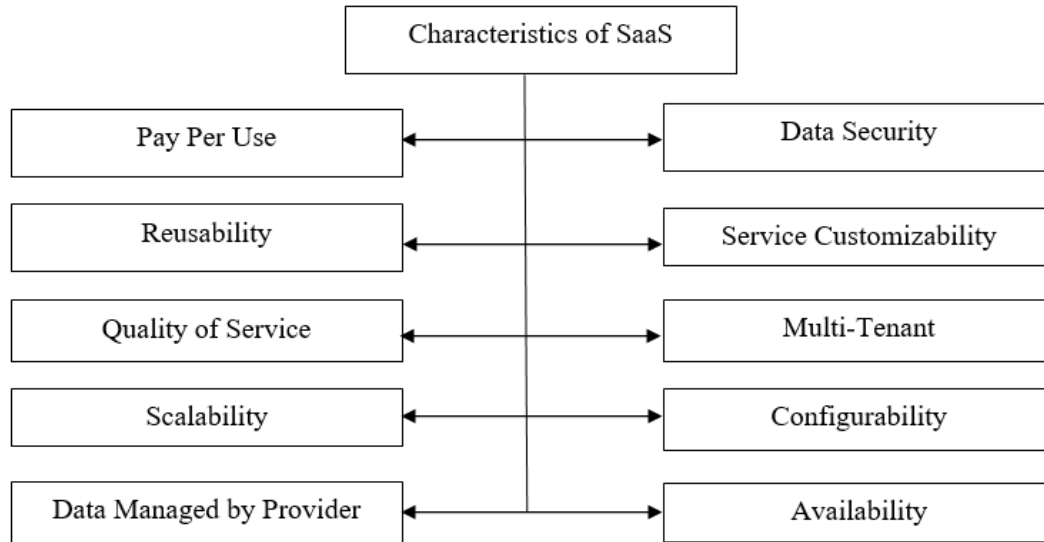 Characteristics of SaaS
Pay Per Use
Data Security
Reusability
Service Customizability
Quality of Service
Multi-Tenant
Scalability
Configurability
Data Managed by Provider
Availability